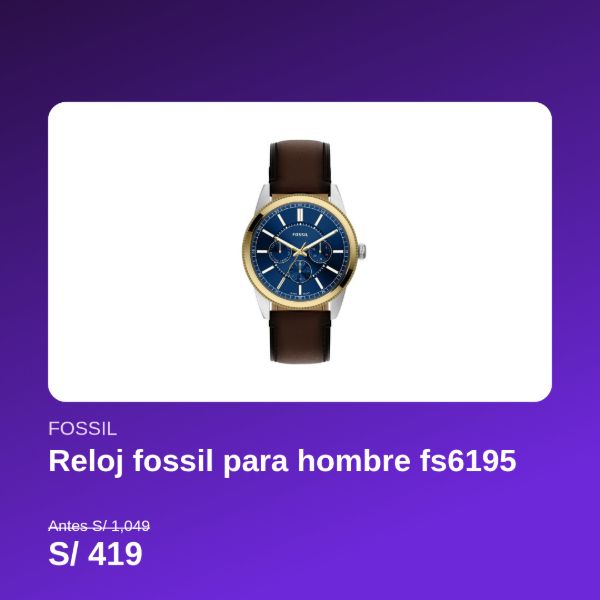 FOSSIL
FOSSIL
Reloj fossil para hombre fs6195
Antes S/ 1,049
S/ 419